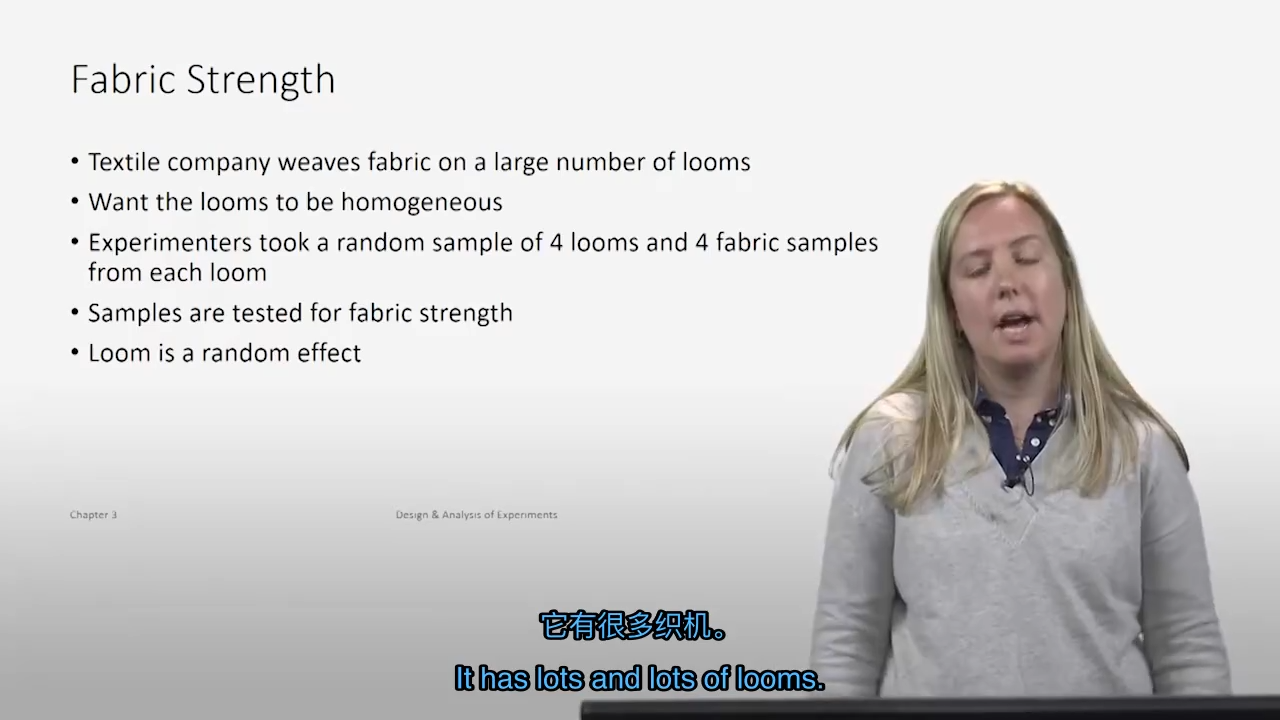 Fabric Strength
• Textile company weaves fabric on a large number of looms
• Want the looms to be homogeneous
• Experimenters took a random sample of 4 looms and 4 fabric samples
from each loom
• Samples are tested for fabric strength
• Loom is a random effect
Chapter 3
Design & Analysis of Experiments
它有很多织机。
It has lots and lots of looms.